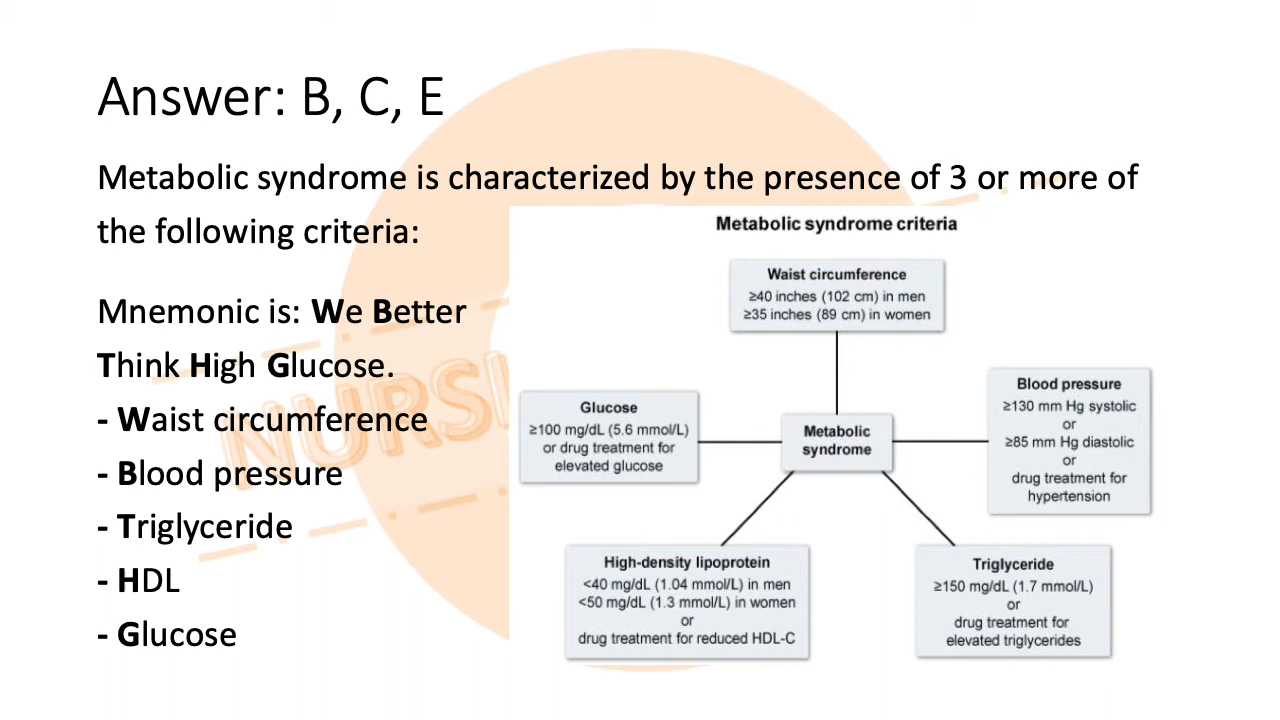 Answer: B, C, E
Metabolic syndrome is characterized by the presence of 3 or more of
the following criteria:
Mnemonic is: We Better
Think High Glucose.
- Waist circumference
- Blood pressure
- Triglyceride
- HDL
- Glucose
Metabolic syndrome criteria
Waist circumference
≥40 inches (102 cm) in men
≥35 inches (89 cm) in women
Glucose
≥100 mg/dL (5.6 mmol/L)
or drug treatment for
elevated glucose
Metabolic
syndrome
Blood pressure
≥130 mm Hg systolic
or
≥85 mm Hg diastolic
or
drug treatment for
hypertension
High-density lipoprotein
<40 mg/dL (1.04 mmol/L) in men
<50 mg/dL (1.3 mmol/L) in women
or
drug treatment for reduced HDL-C
Triglyceride
≥150 mg/dL (1.7 mmol/L)
or
drug treatment for
elevated triglycerides